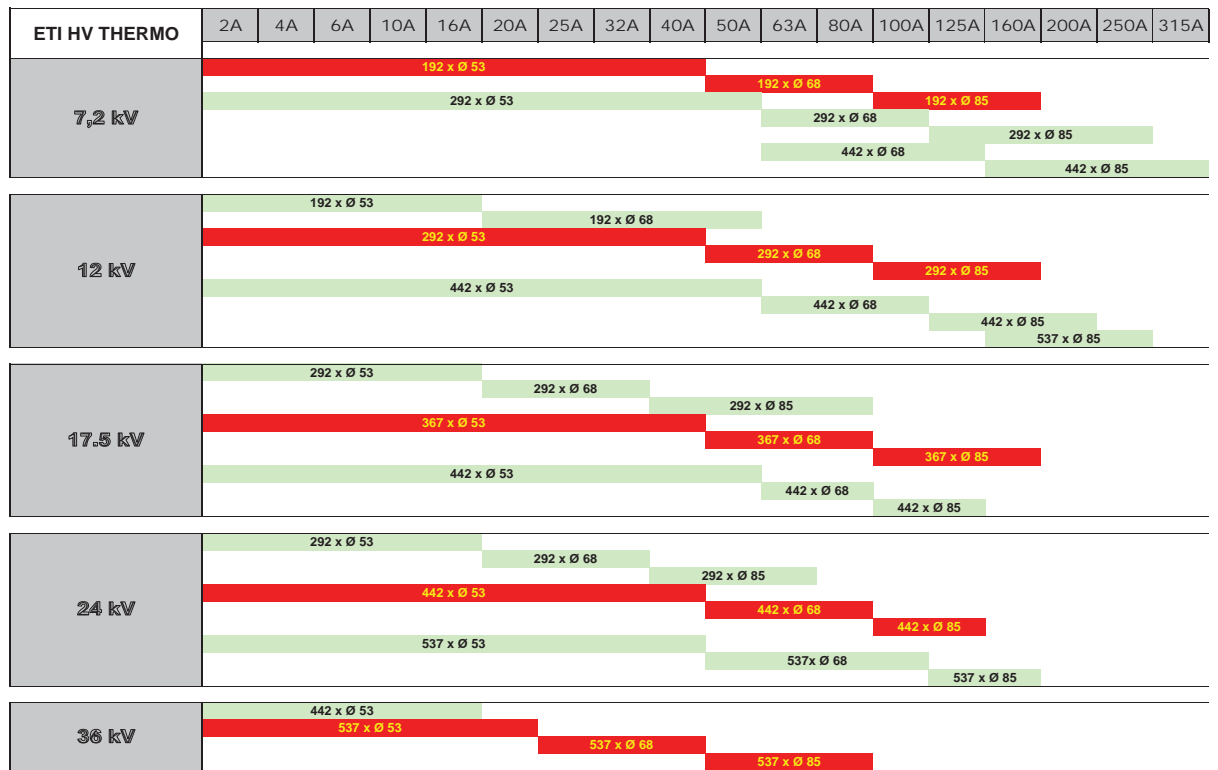 ETI HV THERMO 2A 4A 6A 10A 16A 20A 25A 32A 40A 50A 63A 80A 100A 125A 160A 200A 250A 315A
7,2 kV
192 x Ø 53
192 x Ø 68
292 x Ø 53 192 x Ø 85
292 x Ø 68
292 x Ø 85
442 x Ø 68
442 x Ø 85
12 kV
192 x Ø 53
192 x Ø 68
292 x Ø 53
292 x Ø 68
292 x Ø 85
442 x Ø 53
442 x Ø 68
442 x Ø 85
537 x Ø 85
17.5 kV
292 x Ø 53
292 x Ø 68
292 x Ø 85
367 x Ø 53
367 x Ø 68
367 x Ø 85
442 x Ø 53
442 x Ø 68
442 x Ø 85
24 kV
292 x Ø 53
292 x Ø 68
292 x Ø 85
442 x Ø 53
442 x Ø 68
442 x Ø 85
537 x Ø 53
537x Ø 68
537 x Ø 85
36 kV
442 x Ø 53
537 x Ø 53
537 x Ø 68
537 x Ø 85